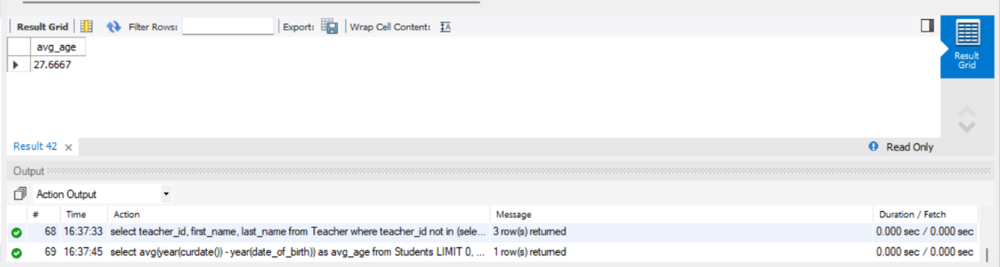 Result Grid Filter Rows: Export: Wrap Cell Content: IA
avg_age
27.6667
Result
Grid
Result 42 x Read Only
Output
Action Output
# Time Action Message Duration / Fetch
68 16:37:33 select teacher_id, first_name, last_name from Teacher where teacher_id not in (sele... 3 row(s) returned 0.000 sec / 0.000 sec
69 16:37:45 select avg(year(curdate()) - year(date_of_birth)) as avg_age from Students LIMIT 0, ... 1 row(s) returned 0.000 sec / 0.000 sec